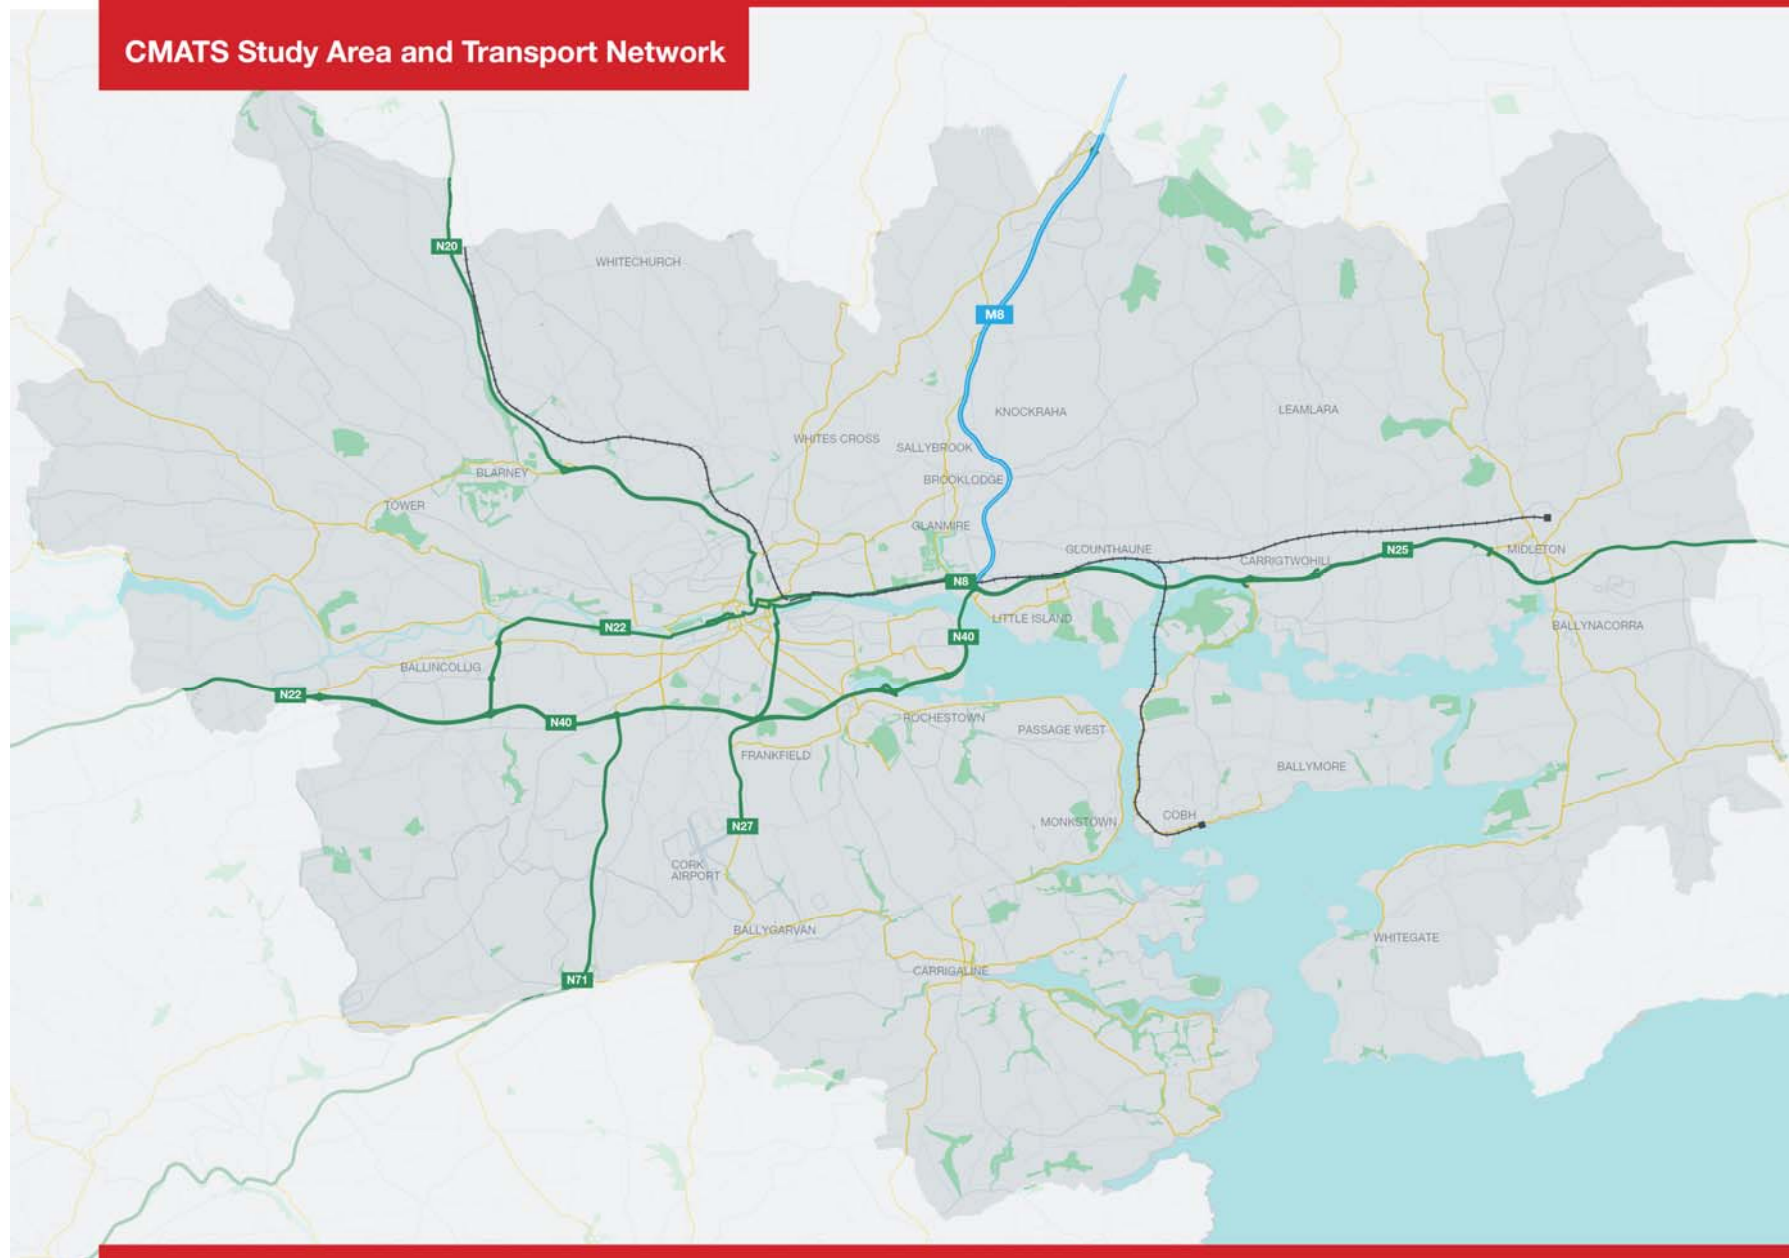 CMATS Study Area and Transport Network
N20
WHITECHURCH
M8
KNOCKRAHA
LEAMLARA
WHITES CROSS
SALLYBROOK
BLARNEY
BROOKLODGE
TOWER
GLANMIRE
GLOUNTHAUNE
N25
MIDLETON
CARRIGTWOHILL
N8
LITTLE ISLAND
N22
N40
BALLYNACORRA
BALLINCOLLIG
N22
N40
ROCHESTOWN
PASSAGE WEST
FRANKFIELD
BALLYMORE
N27
MONKSTOWN
COBH
CORK
AIRPORT
BALLYGARVAN
WHITEGATE
CARRIGALINE
N71